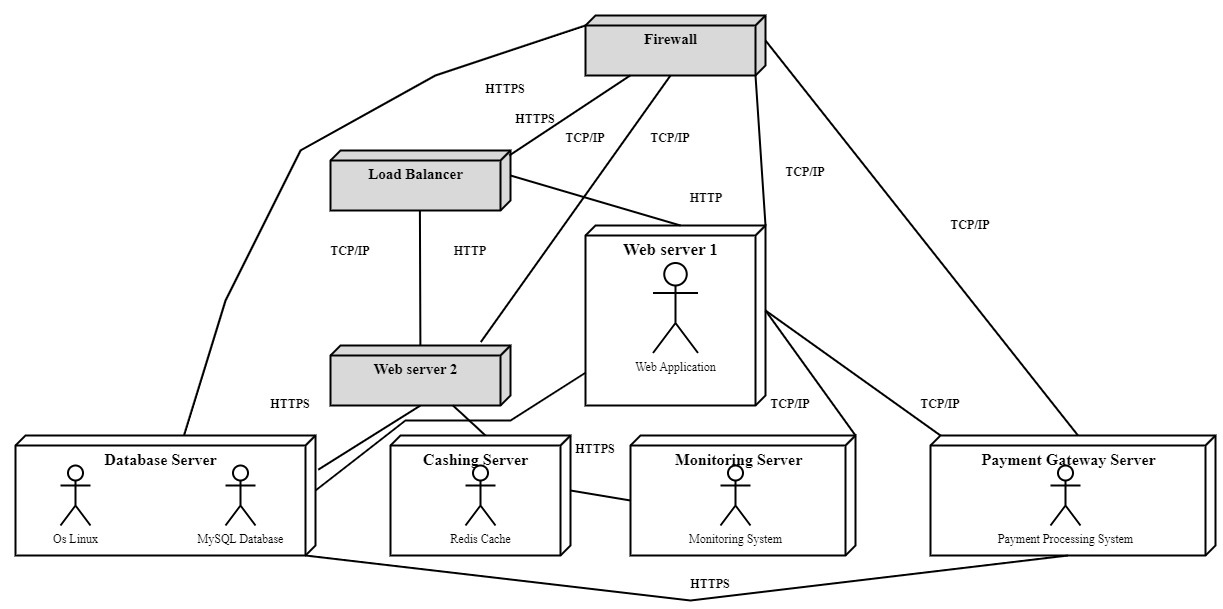 Firewall
HTTPS
HTTPS
TCP/IP
TCP/IP
Load Balancer
TCP/IP
HTTP
TCP/IP
TCP/IP
HTTP
Web server 1
Web Application
Web server 2
HTTPS
TCP/IP
TCP/IP
HTTPS
Database Server
Cashing Server
Monitoring Server
Payment Gateway Server
Os Linux
MySQL Database
Redis Cache
Monitoring System
Payment Processing System
HTTPS